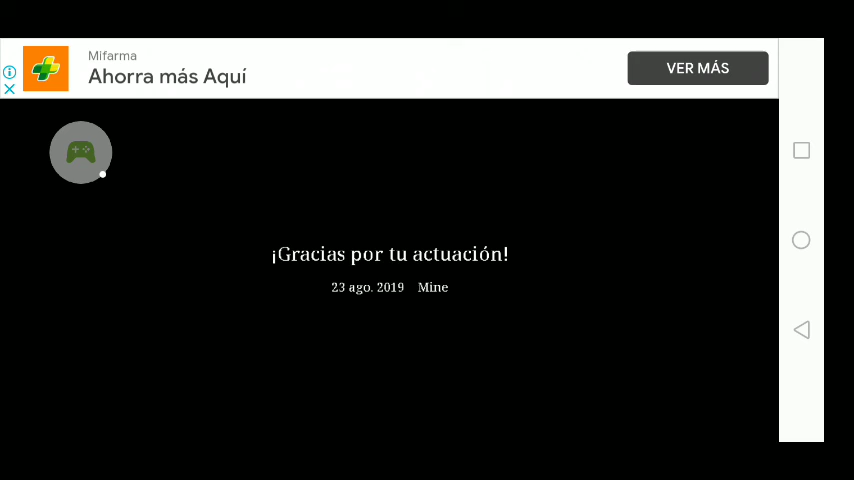 Mifarma
Ahorra más Aquí
VER MÁS
¡Gracias por tu actuación!
23 ago. 2019 Mine